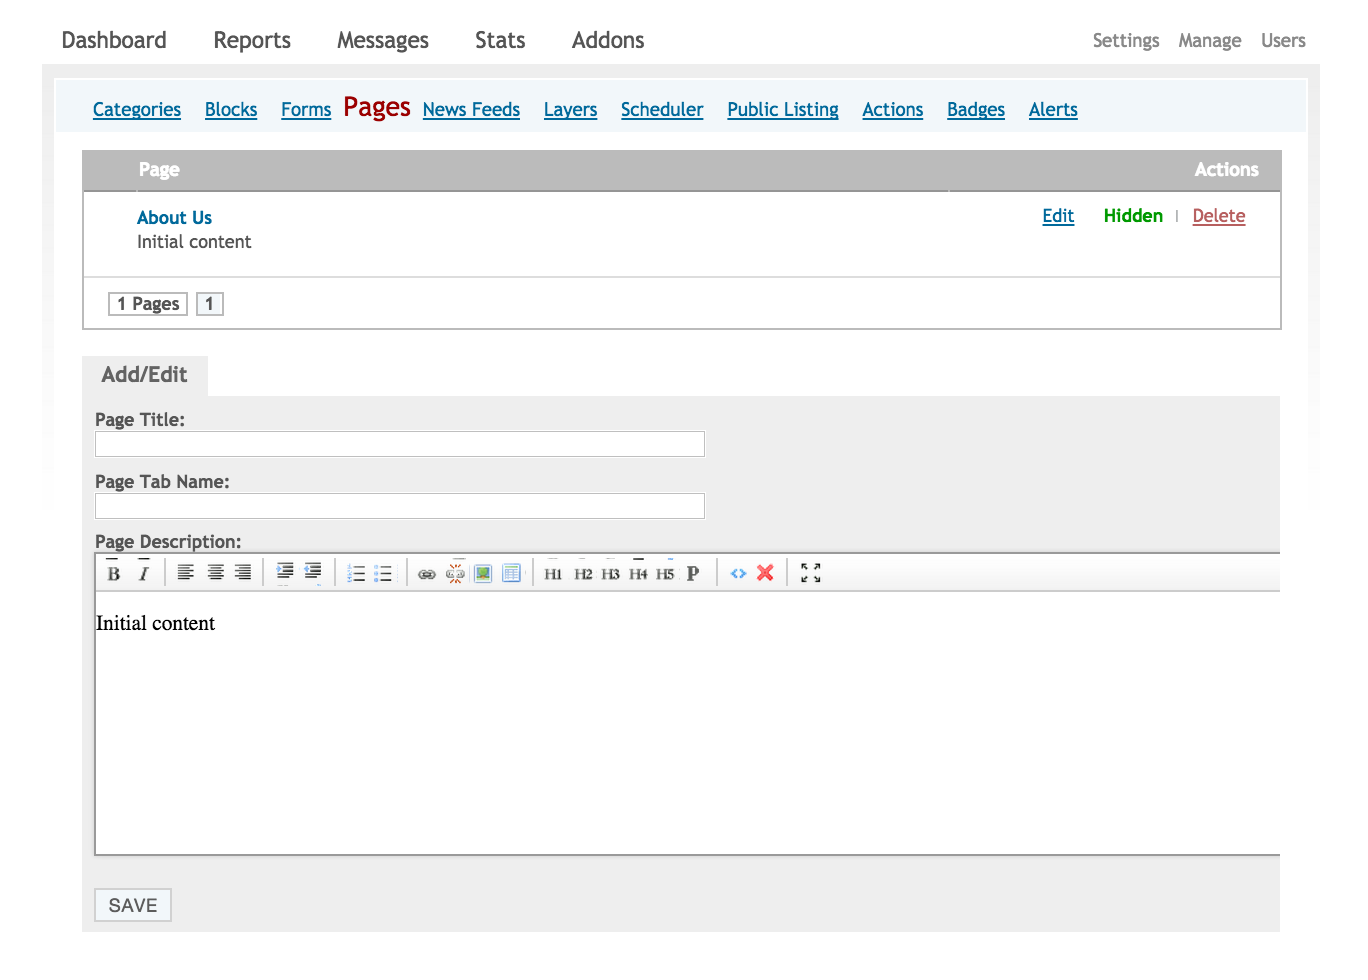 Dashboard Reports Messages Stats Addons Settings Manage Users
Categories Blocks Forms Pages News Feeds Layers Scheduler Public Listing Actions Badges Alerts
Page Actions
About Us Edit Hidden | Delete
Initial content
1 Pages 1
Add/Edit
Page Title:
Page Tab Name:
Page Description:
B I H1 H2 H3 H4 H5 P
Initial content
SAVE